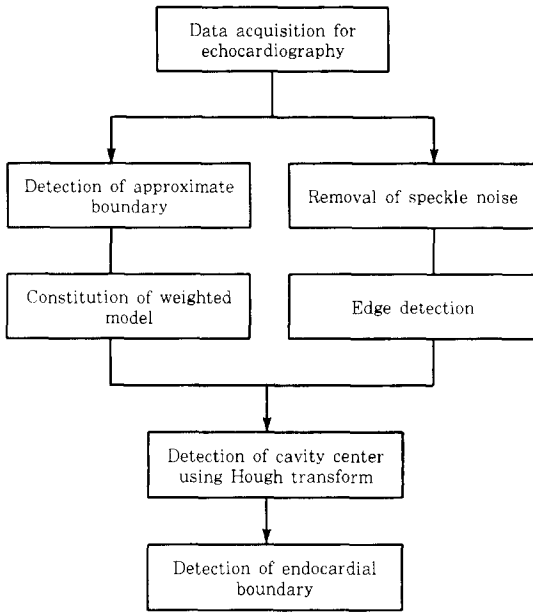 Data acquisition for
echocardiography
Detection of approximate
boundary
Removal of speckle noise
Constitution of weighted
model
Edge detection
Detection of cavity center
using Hough transform
Detection of endocardial
boundary